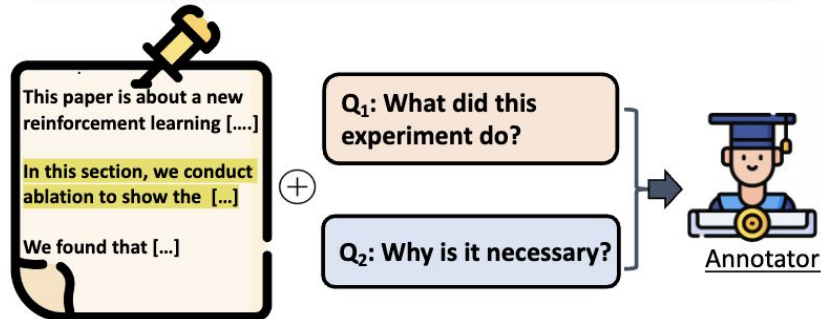 This paper is about a new
reinforcement learning [....]
In this section, we conduct
ablation to show the [...]
We found that [...]
Q1: What did this
experiment do?
Q2: Why is it necessary?
Annotator